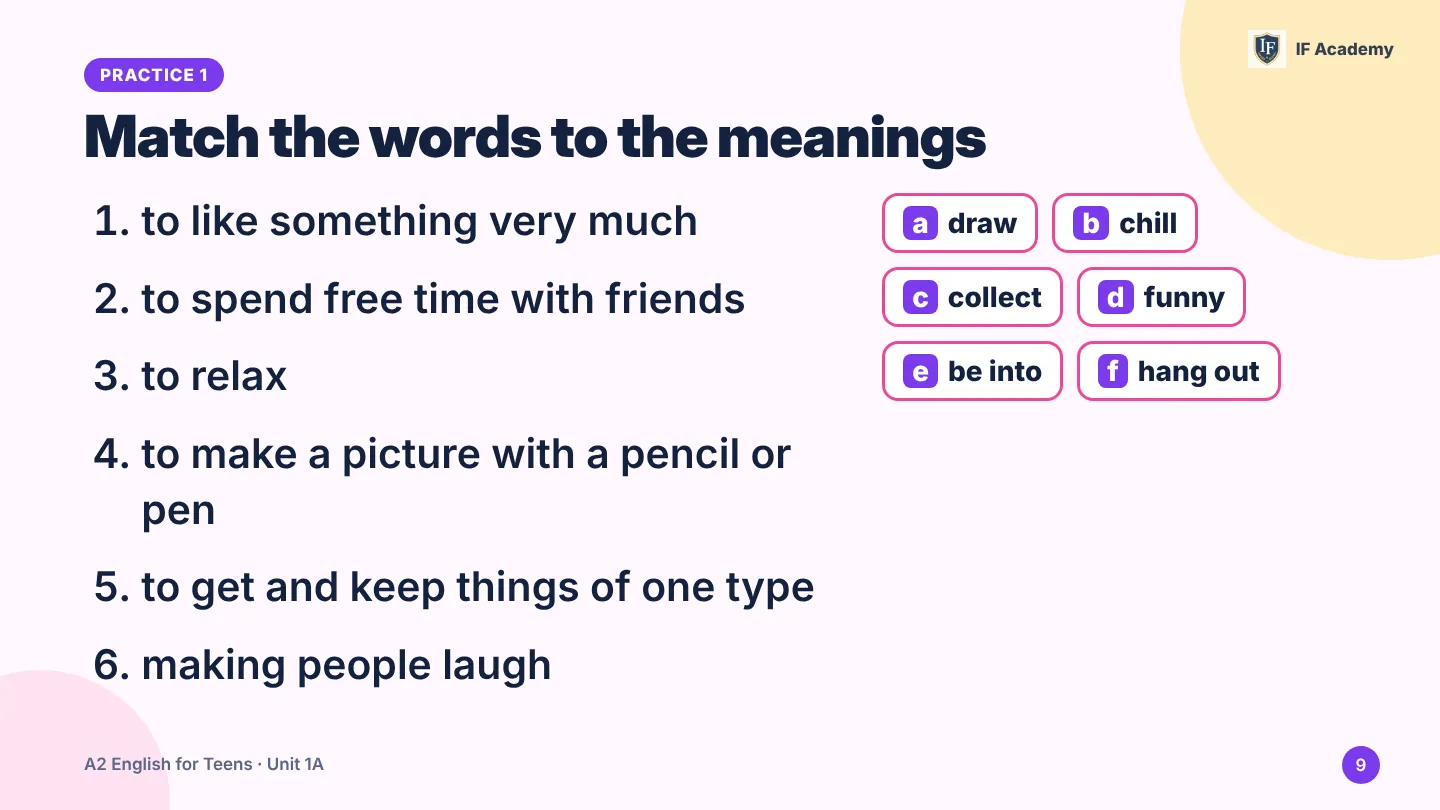 IF IF Academy
PRACTICE 1
Match the words to the meanings
1. to like something very much
2. to spend free time with friends
3. to relax
4. to make a picture with a pencil or
pen
5. to get and keep things of one type
6. making people laugh
a draw b chill
c collect d funny
e be into f hang out
A2 English for Teens · Unit 1A
9